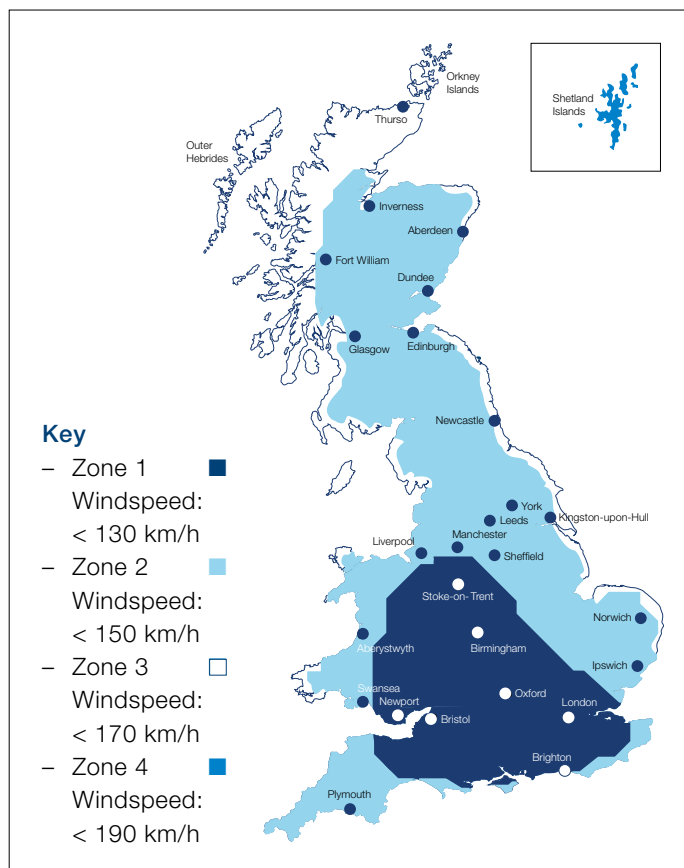 Orkney
Islands
Thurso
Shetland
Islands
Outer
Hebrides
Inverness
Aberdeen
Fort William
Dundee
Glasgow
Edinburgh
Newcastle
Key
– Zone 1
Windspeed:
< 130 km/h
– Zone 2
Windspeed:
< 150 km/h
– Zone 3
Windspeed:
< 170 km/h
– Zone 4
Windspeed:
< 190 km/h
York
Leeds
Kingston-upon-Hull
Liverpool
Manchester
Sheffield
Stoke-on-Trent
Norwich
Aberystwyth
Birmingham
Ipswich
Swansea
Newport
Oxford
Bristol
London
Brighton
Plymouth